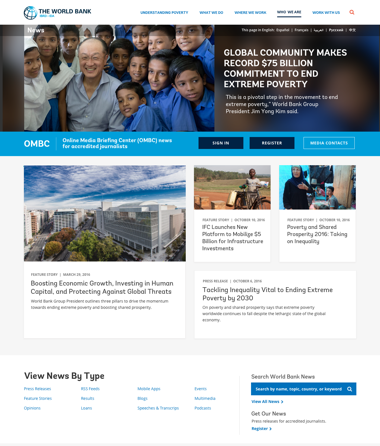 THE WORLD BANK
IBRD • IDA
UNDERSTANDING POVERTY
WHAT WE DO
WHERE WE WORK
WHO WE ARE
WORK WITH US
News
This page in English Español | Français | عربي | Русский | 中文
GLOBAL COMMUNITY MAKES
RECORD $75 BILLION
COMMITMENT TO END
EXTREME POVERTY
"This is a pivotal step in the movement to end
extreme poverty," World Bank Group
President Jim Yong Kim said.
OMBC
Online Media Briefing Center (OMBC) news
for accredited journalists
SIGN IN
REGISTER
MEDIA CONTACTS
FEATURE STORY | MARCH 29, 2016
Boosting Economic Growth, Investing in Human
Capital, and Protecting Against Global Threats
World Bank Group President outlines three pillars to drive the momentum
towards ending extreme poverty and boosting shared prosperity.
FEATURE STORY | OCTOBER 10, 2016
IFC Launches New
Platform to Mobilize $5
Billion for Infrastructure
Investments
FEATURE STORY | OCTOBER 10, 2016
Poverty and Shared
Prosperity 2016: Taking
on Inequality
PRESS RELEASE | OCTOBER 6, 2016
Tackling Inequality Vital to Ending Extreme
Poverty by 2030
On poverty and shared prosperity says that extreme poverty
worldwide continues to fall despite the lethargic state of the global
economy.
View News By Type
Press Releases
RSS Feeds
Mobile Apps
Events
Feature Stories
Results
Blogs
Multimedia
Opinions
Loans
Speeches & Transcripts
Podcasts
Search World Bank News
Search by name, topic, country, or keyword
View All News >
Get Our News
Press releases for accredited journalists.
Register >